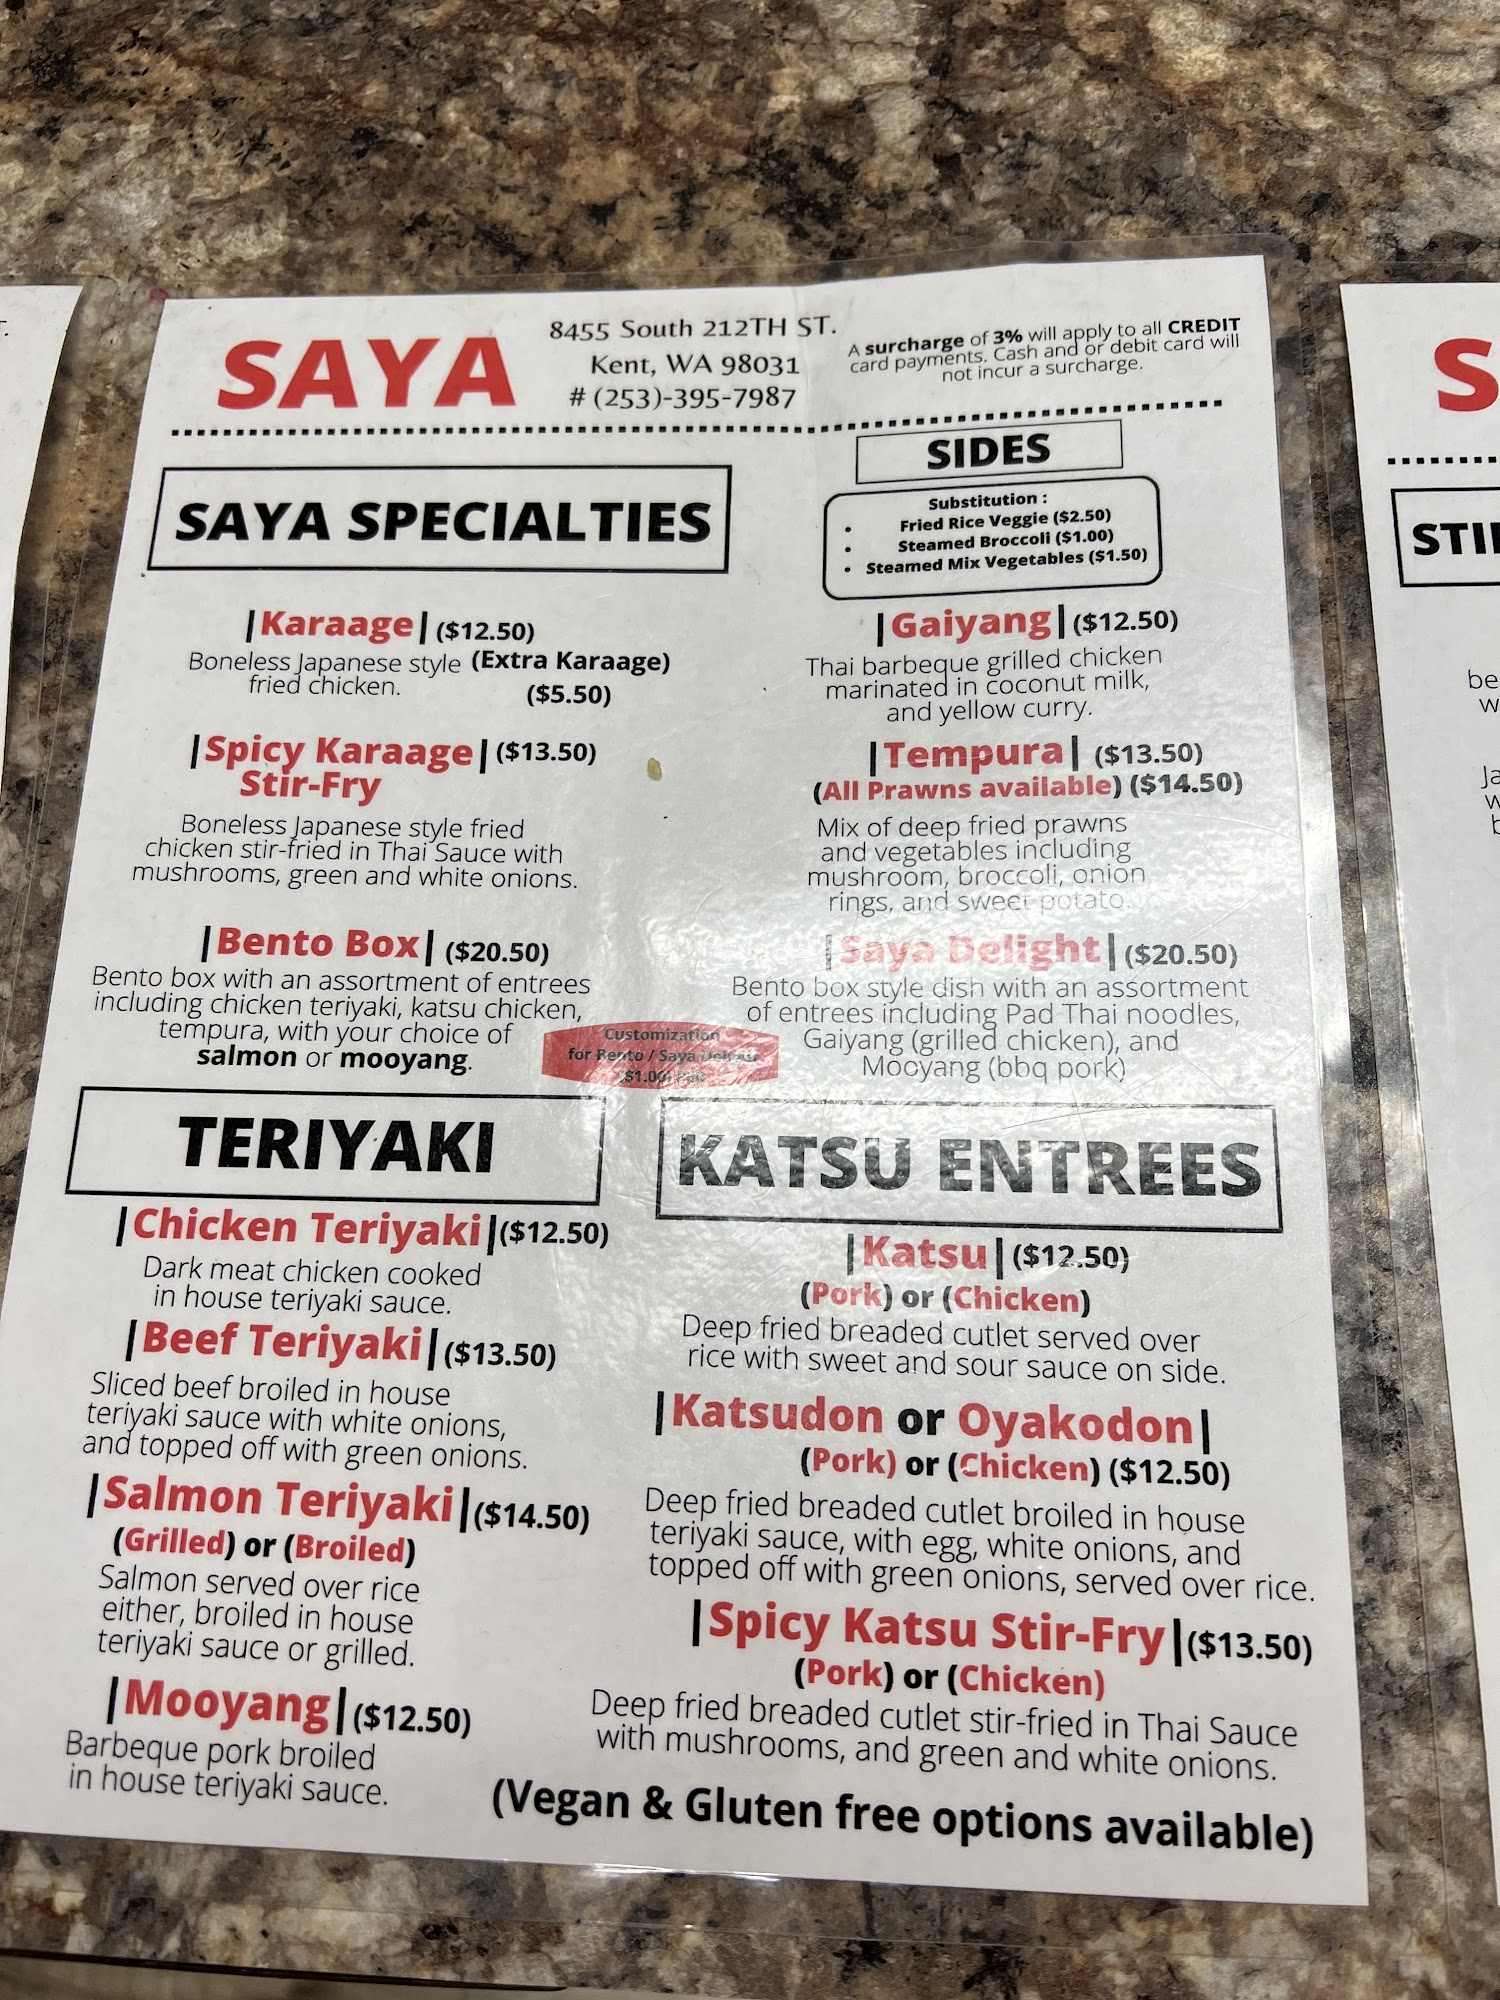 SAYA
8455 South 212TH ST.
Kent, WA 98031
# (253)-395-7987
A surcharge of 3% will apply to all CREDIT
card payments. Cash and or debit card will
not incur a surcharge.
SAYA SPECIALTIES
|Karaage| ($12.50)
Boneless Japanese style (Extra Karaage)
fried chicken. ($5.50)
|Spicy Karaage| ($13.50)
Stir-Fry
Boneless Japanese style fried
chicken stir-fried in Thai Sauce with
mushrooms, green and white onions.
|Bento Box| ($20.50)
Bento box with an assortment of entrees
including chicken teriyaki, katsu chicken,
tempura, with your choice of
salmon or mooyang.
SIDES
Substitution :
• Fried Rice Veggie ($2.50)
• Steamed Broccoli ($1.00)
• Steamed Mix Vegetables ($1.50)
|Gaiyang| ($12.50)
Thai barbeque grilled chicken
marinated in coconut milk,
and yellow curry.
|Tempura| ($13.50)
(All Prawns available) ($14.50)
Mix of deep fried prawns
and vegetables including
mushroom, broccoli, onion
rings, and sweet potato.
|Saya Delight| ($20.50)
Bento box style dish with an assortment
of entrees including Pad Thai noodles,
Gaiyang (grilled chicken), and
Mooyang (bbq pork)
Customization
for Bento / Saya Delight
($1.00)
TERIYAKI
|Chicken Teriyaki| ($12.50)
Dark meat chicken cooked
in house teriyaki sauce.
|Beef Teriyaki| ($13.50)
Sliced beef broiled in house
teriyaki sauce with white onions,
and topped off with green onions.
|Salmon Teriyaki| ($14.50)
(Grilled) or (Broiled)
Salmon served over rice
either, broiled in house
teriyaki sauce or grilled.
|Mooyang| ($12.50)
Barbeque pork broiled
in house teriyaki sauce.
KATSU ENTREES
|Katsu| ($12.50)
(Pork) or (Chicken)
Deep fried breaded cutlet served over
rice with sweet and sour sauce on side.
|Katsudon or Oyakodon|
(Pork) or (Chicken) ($12.50)
Deep fried breaded cutlet broiled in house
teriyaki sauce, with egg, white onions, and
topped off with green onions, served over rice.
|Spicy Katsu Stir-Fry| ($13.50)
(Pork) or (Chicken)
Deep fried breaded cutlet stir-fried in Thai Sauce
with mushrooms, and green and white onions.
(Vegan & Gluten free options available)